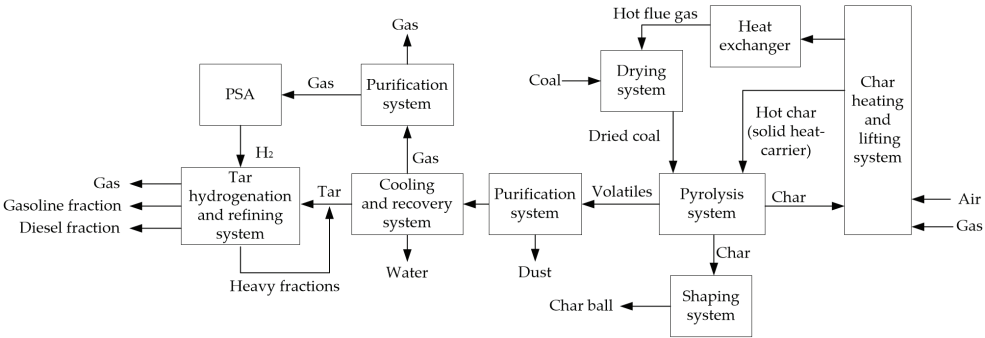 Gas
Hot flue gas
Heat
exchanger
Char
heating
and
lifting
system
PSA
Gas
Purification
system
Coal
Drying
system
Hot char
(solid heat-
carrier)
Dried coal
H2
Gas
Gas
Gasoline fraction
Diesel fraction
Tar
hydrogenation
and refining
system
Tar
Cooling
and recovery
system
Purification
system
Volatiles
Pyrolysis
system
Char
Air
Gas
Heavy fractions
Water
Dust
Char
Char ball
Shaping
system